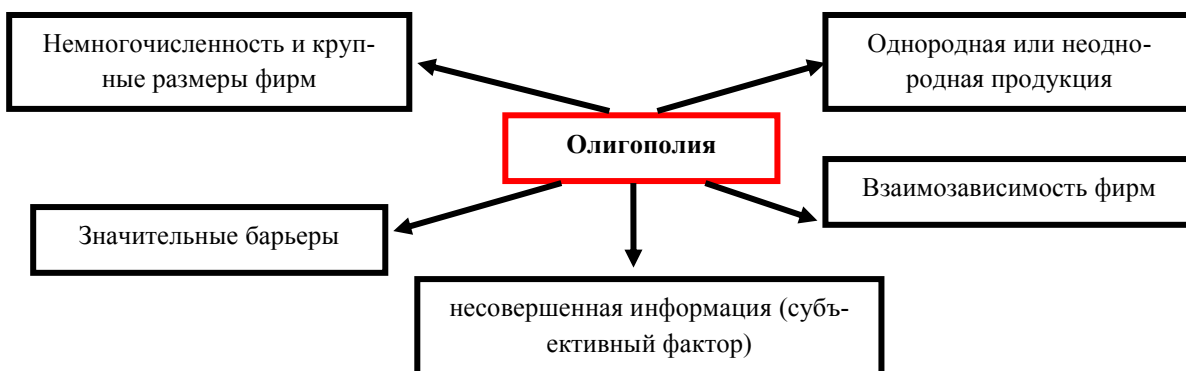 Немногочисленность и круп-
ные размеры фирм
Однородная или неодно-
родная продукция
Олигополия
Взаимозависимость фирм
Значительные барьеры
несовершенная информация (субъ-
ективный фактор)